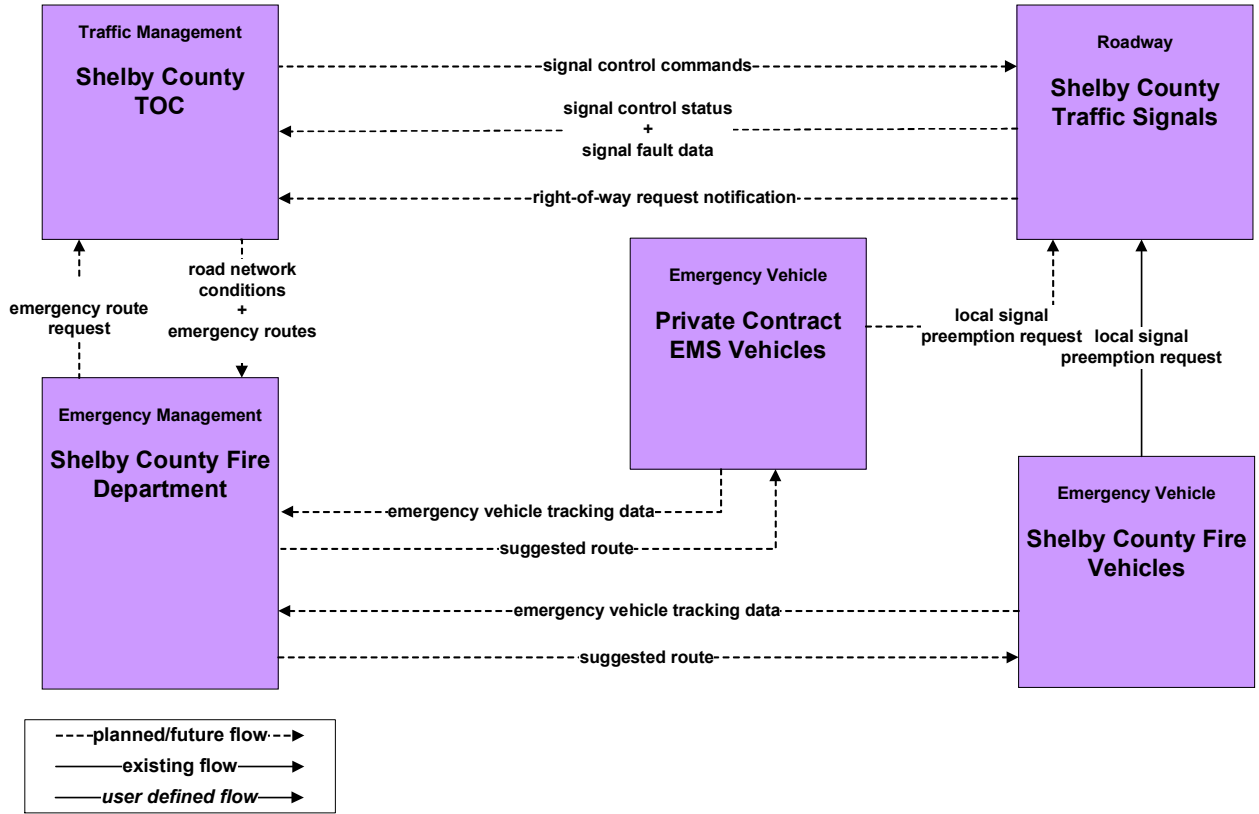 Traffic Management
Shelby County
TOC
Roadway
Shelby County
Traffic Signals
signal control commands
signal control status
+
signal fault data
right-of-way request notification
emergency route
request
road network
conditions
+
emergency routes
Emergency Vehicle
Private Contract
EMS Vehicles
local signal
preemption request
local signal
preemption request
Emergency Management
Shelby County Fire
Department
Emergency Vehicle
Shelby County Fire
Vehicles
emergency vehicle tracking data
suggested route
emergency vehicle tracking data
suggested route
planned/future flow
existing flow
user defined flow